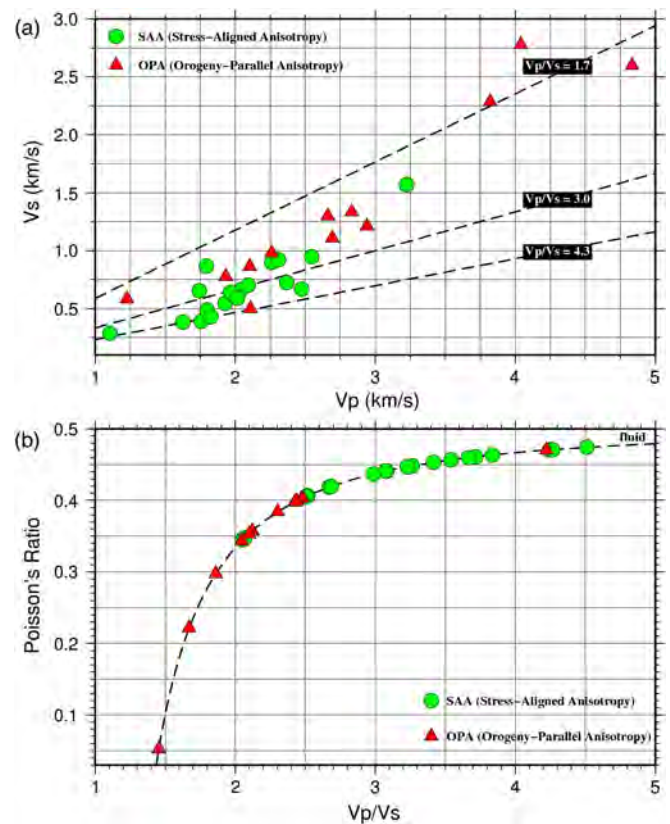 (a)
3.0
2.5
2.0
1.5
1.0
0.5
Vs (km/s)
SAA (Stress-Aligned Anisotropy)
OPA (Orogeny-Parallel Anisotropy)
Vp/Vs = 1.7
Vp/Vs = 3.0
Vp/Vs = 4.3
1 2 3 4 5
Vp (km/s)
(b)
0.5
0.4
0.3
0.2
0.1
Poisson's Ratio
fluid
SAA (Stress-Aligned Anisotropy)
OPA (Orogeny-Parallel Anisotropy)
1 2 3 4 5
Vp/Vs